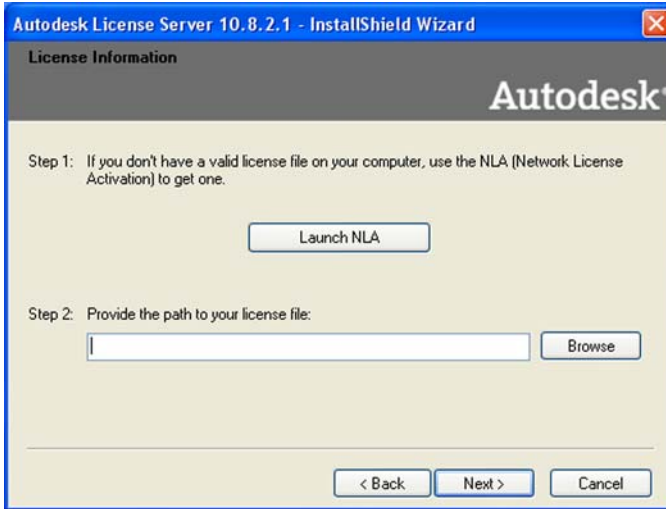 Autodesk License Server 10.8.2.1 - InstallShield Wizard
License Information
Autodesk
Step 1: If you don't have a valid license file on your computer, use the NLA (Network License
Activation) to get one.
Launch NLA
Step 2: Provide the path to your license file:
Browse
< Back Next > Cancel